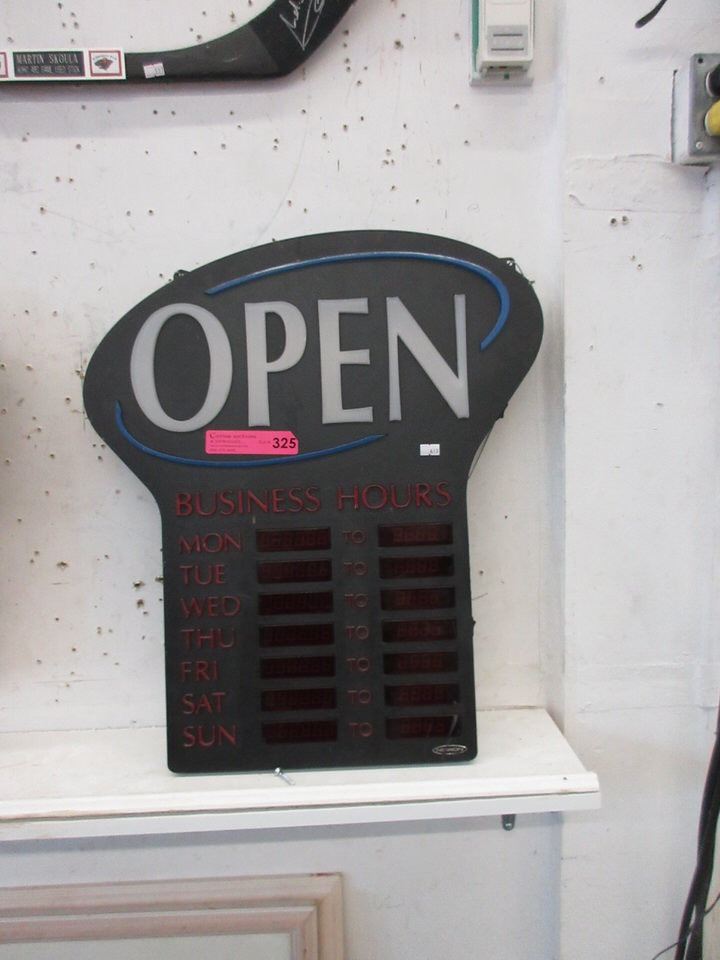 MARTIN SKOULA
OPEN
325
BUSINESS HOURS
MON TO
TUE TO
WED TO
THU TO
FRI TO
SAT TO
SUN TO
NEWON